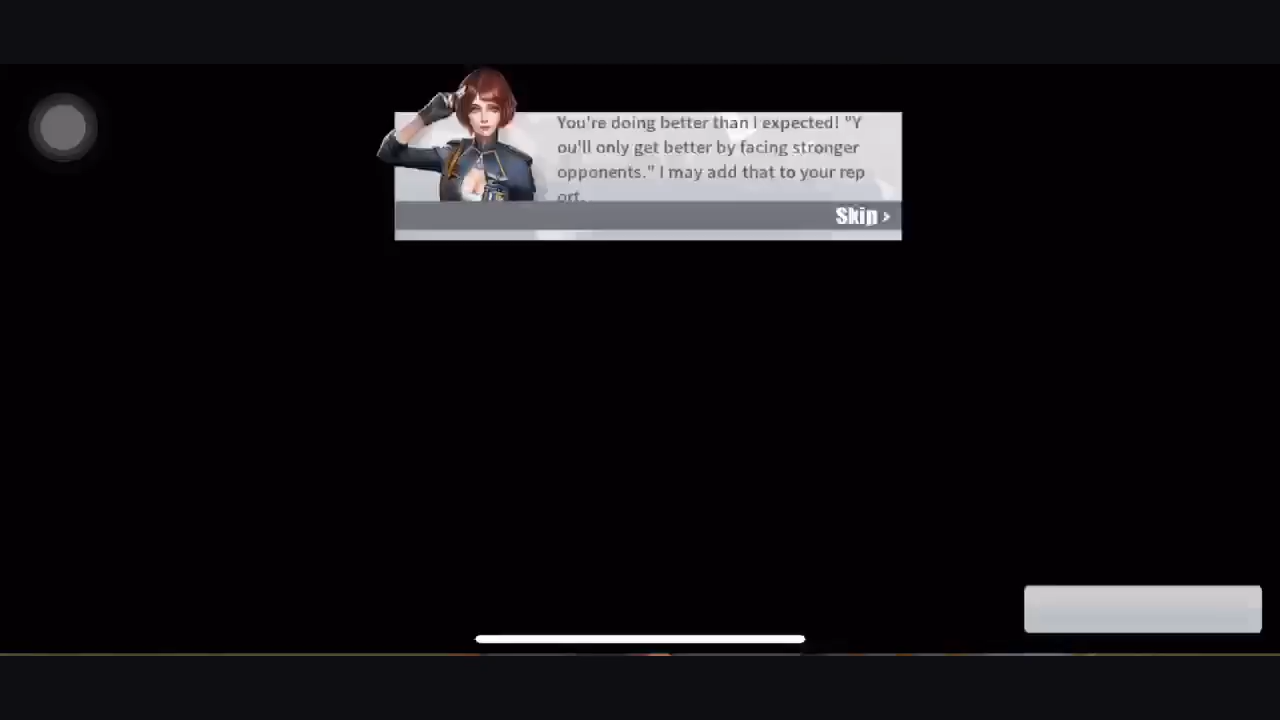 You're doing better than I expected! "Y
ou'll only get better by facing stronger
opponents." I may add that to your rep
ort.
Skip >